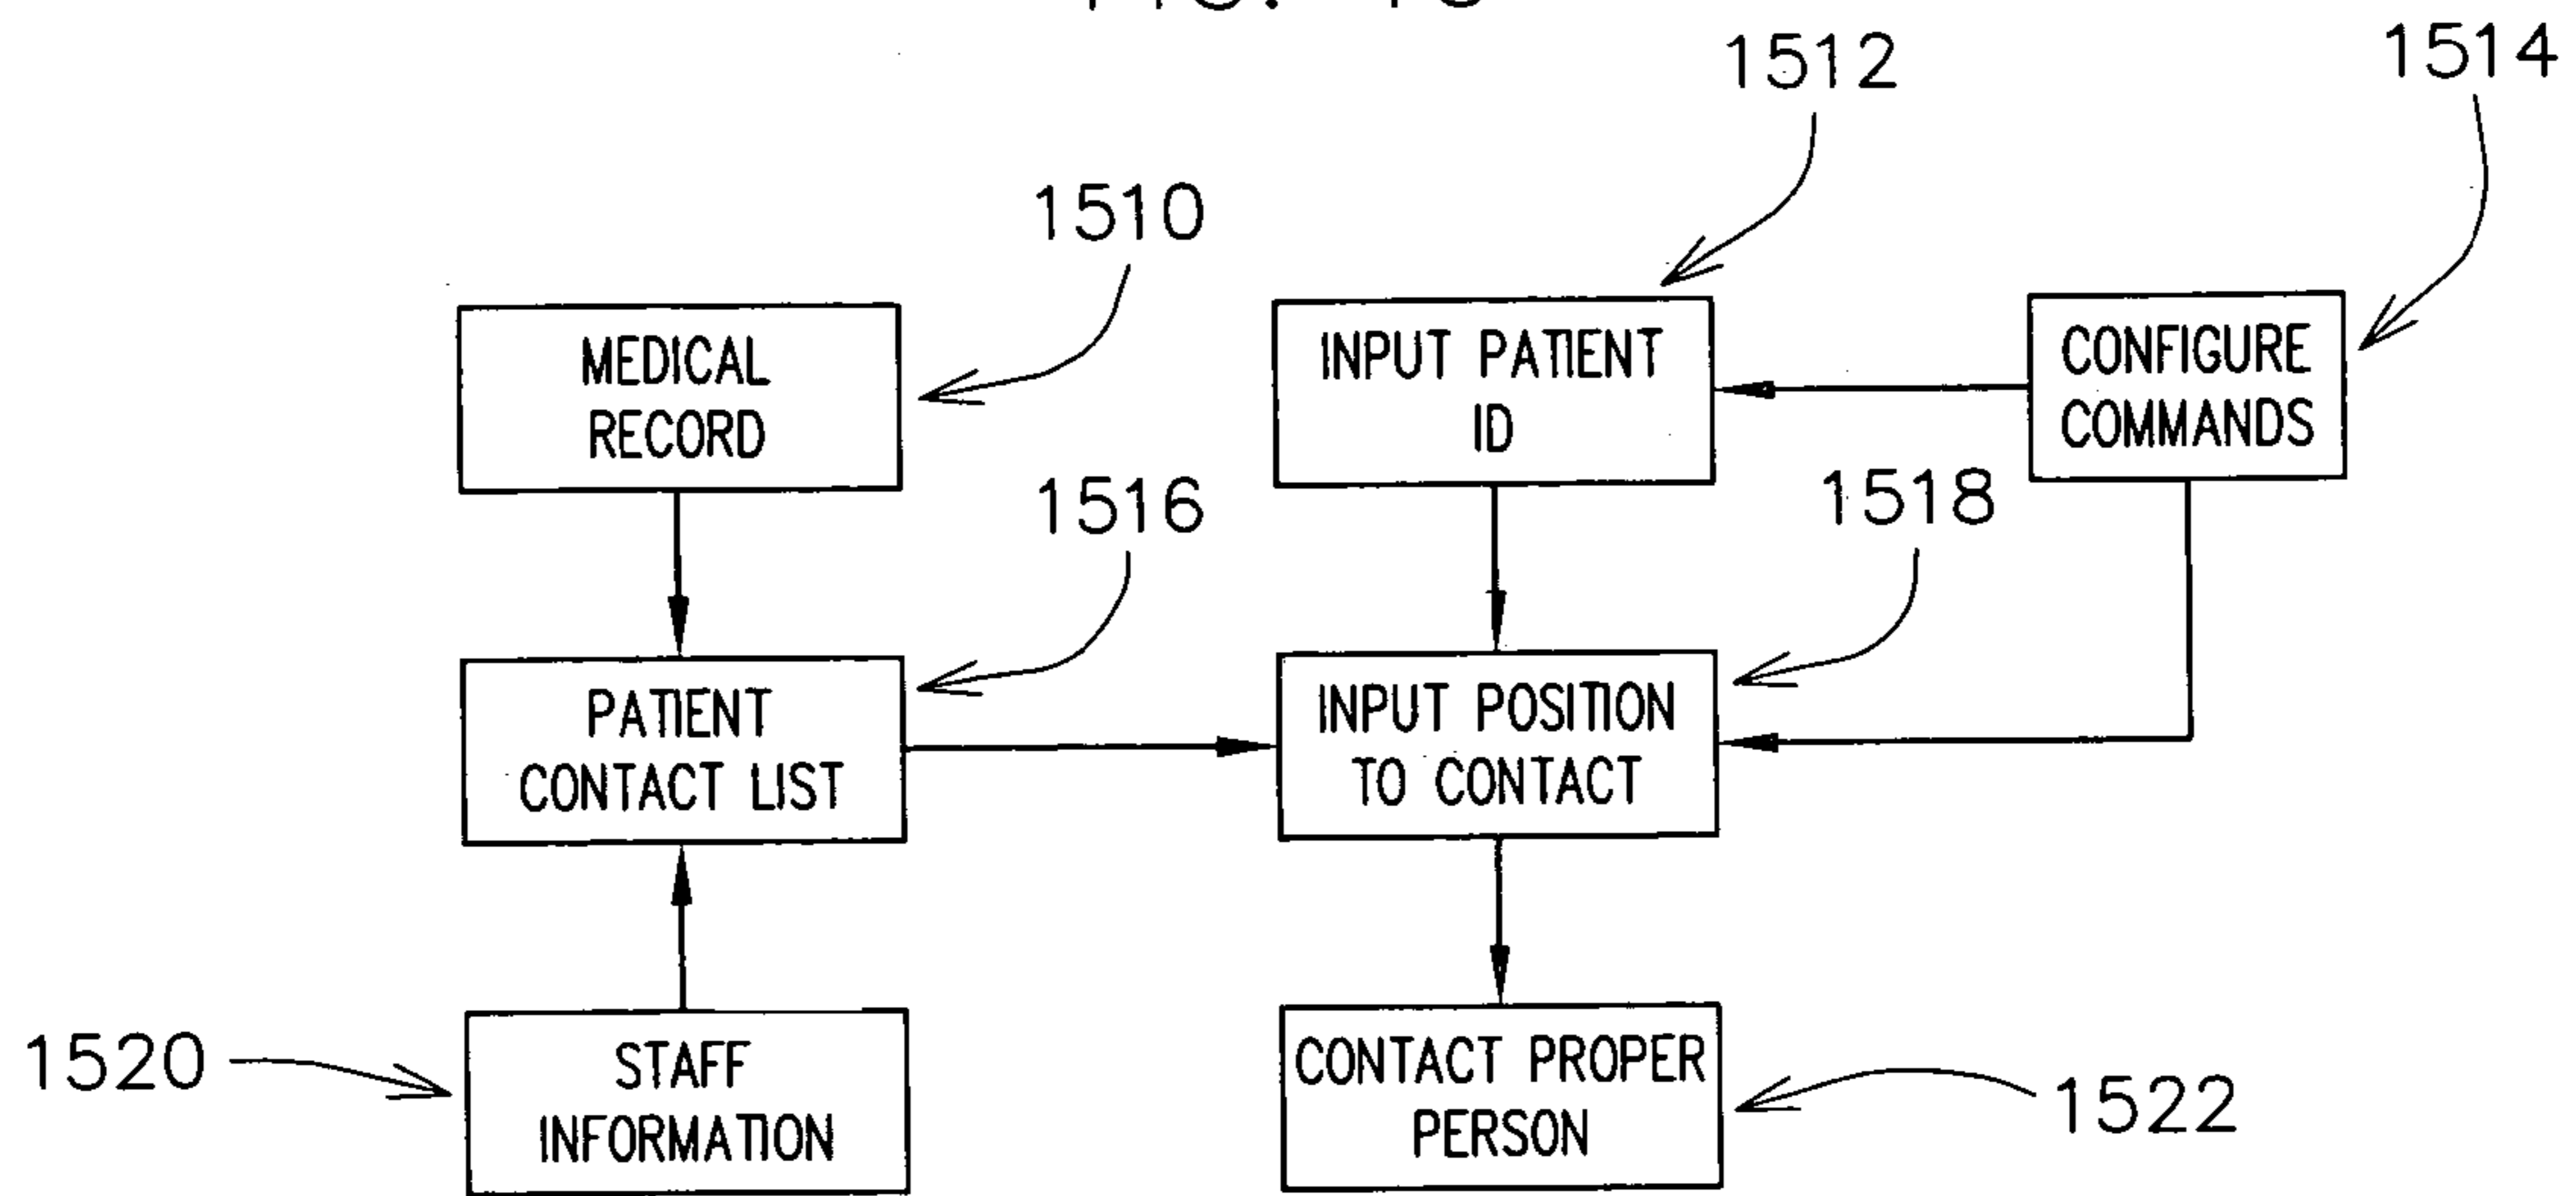 1512
1514
1510
MEDICAL
RECORD
INPUT PATIENT
ID
CONFIGURE
COMMANDS
1516
1518
PATIENT
CONTACT LIST
INPUT POSITION
TO CONTACT
1520
STAFF
INFORMATION
CONTACT PROPER
PERSON
1522